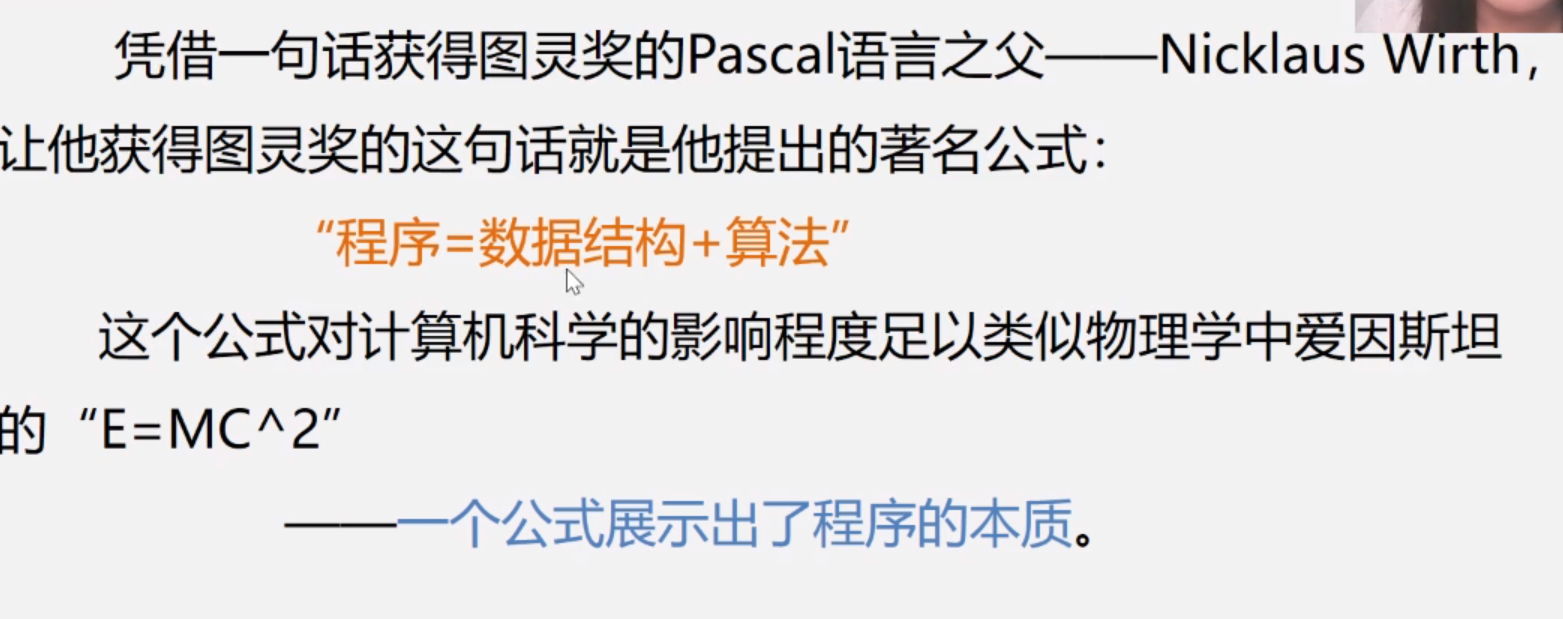 凭借一句话获得图灵奖的Pascal语言之父——Nicklaus Wirth,
让他获得图灵奖的这句话就是他提出的著名公式:
“程序=数据结构+算法”
这个公式对计算机科学的影响程度足以类似物理学中爱因斯坦
的“E=MC^2”
——一个公式展示出了程序的本质。